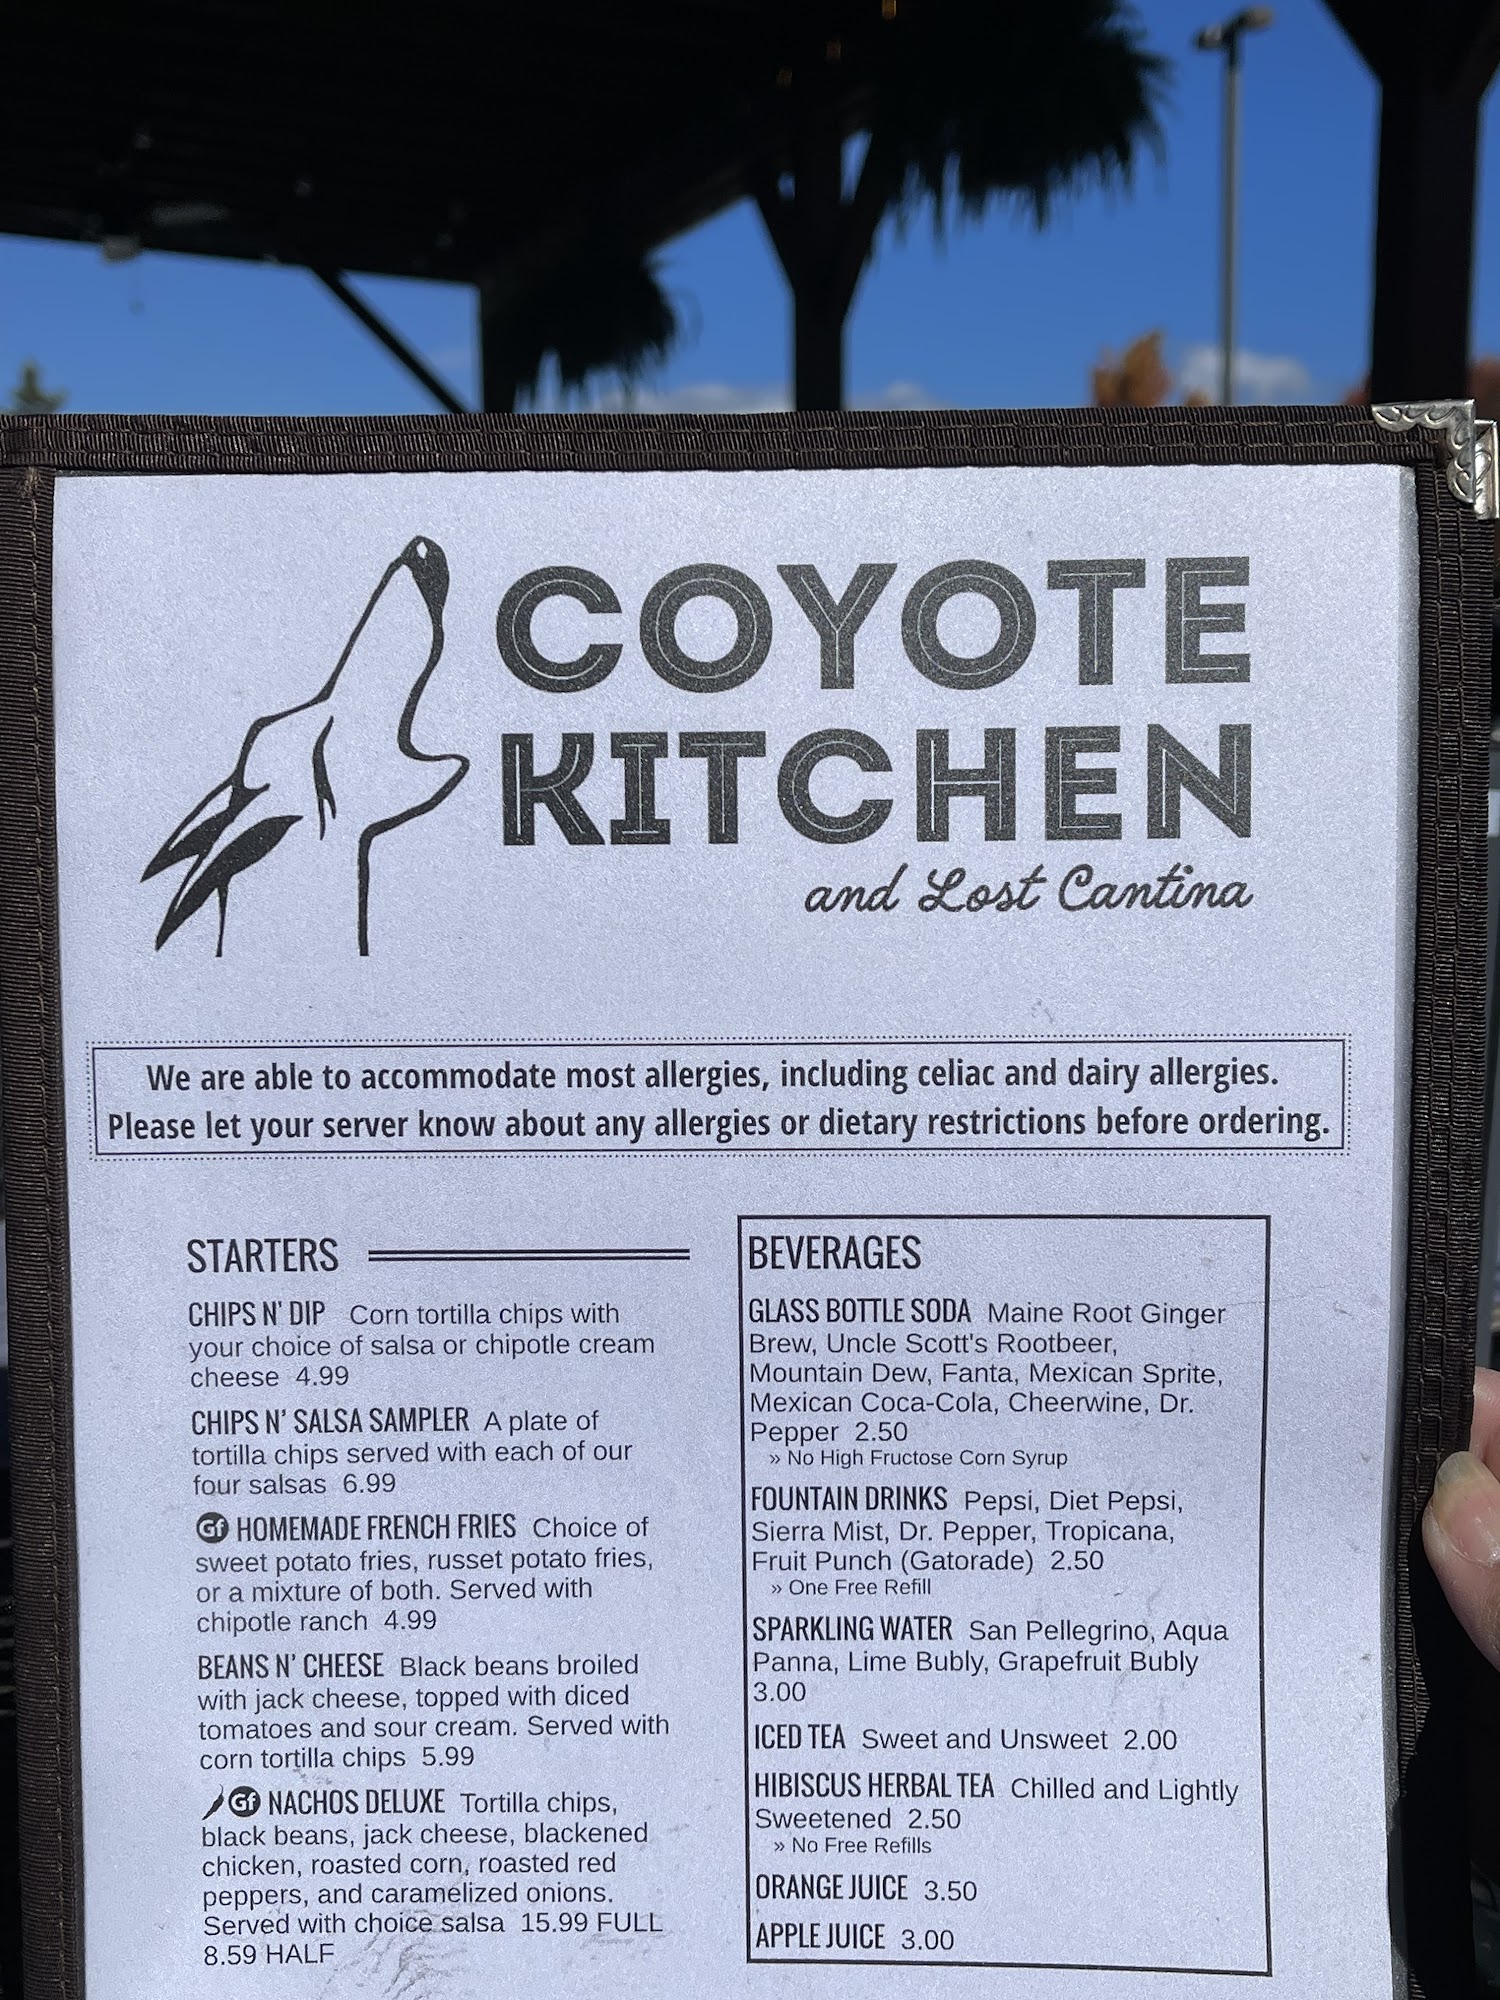 COYOTE
KITCHEN
and Lost Cantina
We are able to accommodate most allergies, including celiac and dairy allergies.
Please let your server know about any allergies or dietary restrictions before ordering.
STARTERS
CHIPS N' DIP Corn tortilla chips with
your choice of salsa or chipotle cream
cheese 4.99
CHIPS N' SALSA SAMPLER A plate of
tortilla chips served with each of our
four salsas 6.99
Gf HOMEMADE FRENCH FRIES Choice of
sweet potato fries, russet potato fries,
or a mixture of both. Served with
chipotle ranch 4.99
BEANS N' CHEESE Black beans broiled
with jack cheese, topped with diced
tomatoes and sour cream. Served with
corn tortilla chips 5.99
Gf NACHOS DELUXE Tortilla chips,
black beans, jack cheese, blackened
chicken, roasted corn, roasted red
peppers, and caramelized onions.
Served with choice salsa 15.99 FULL
8.59 HALF
BEVERAGES
GLASS BOTTLE SODA Maine Root Ginger
Brew, Uncle Scott's Rootbeer,
Mountain Dew, Fanta, Mexican Sprite,
Mexican Coca-Cola, Cheerwine, Dr.
Pepper 2.50
» No High Fructose Corn Syrup
FOUNTAIN DRINKS Pepsi, Diet Pepsi,
Sierra Mist, Dr. Pepper, Tropicana,
Fruit Punch (Gatorade) 2.50
» One Free Refill
SPARKLING WATER San Pellegrino, Aqua
Panna, Lime Bubly, Grapefruit Bubly
3.00
ICED TEA Sweet and Unsweet 2.00
HIBISCUS HERBAL TEA Chilled and Lightly
Sweetened 2.50
» No Free Refills
ORANGE JUICE 3.50
APPLE JUICE 3.00